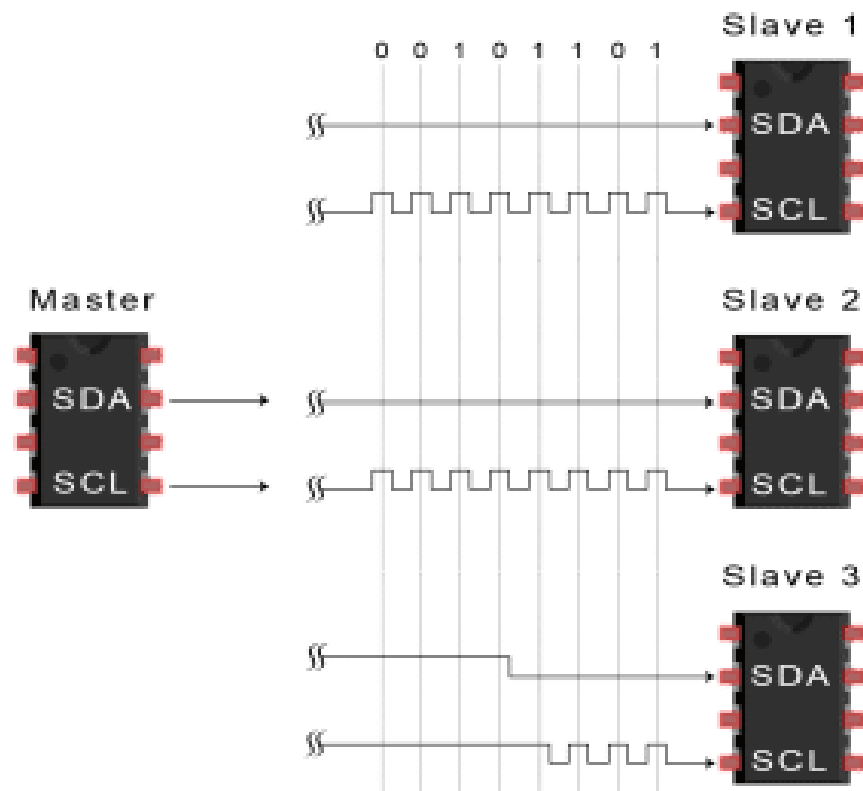 Slave 1
0 0 1 0 1 1 0 1
SDA
SCL
Master
SDA
SCL
Slave 2
SDA
SCL
Slave 3
SDA
SCL